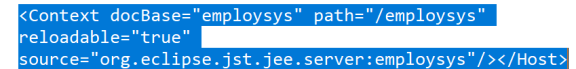 <Context docBase="employsys" path="/employsys"
reloadable="true"
source="org.eclipse.jst.jee.server:employsys"/></Host>